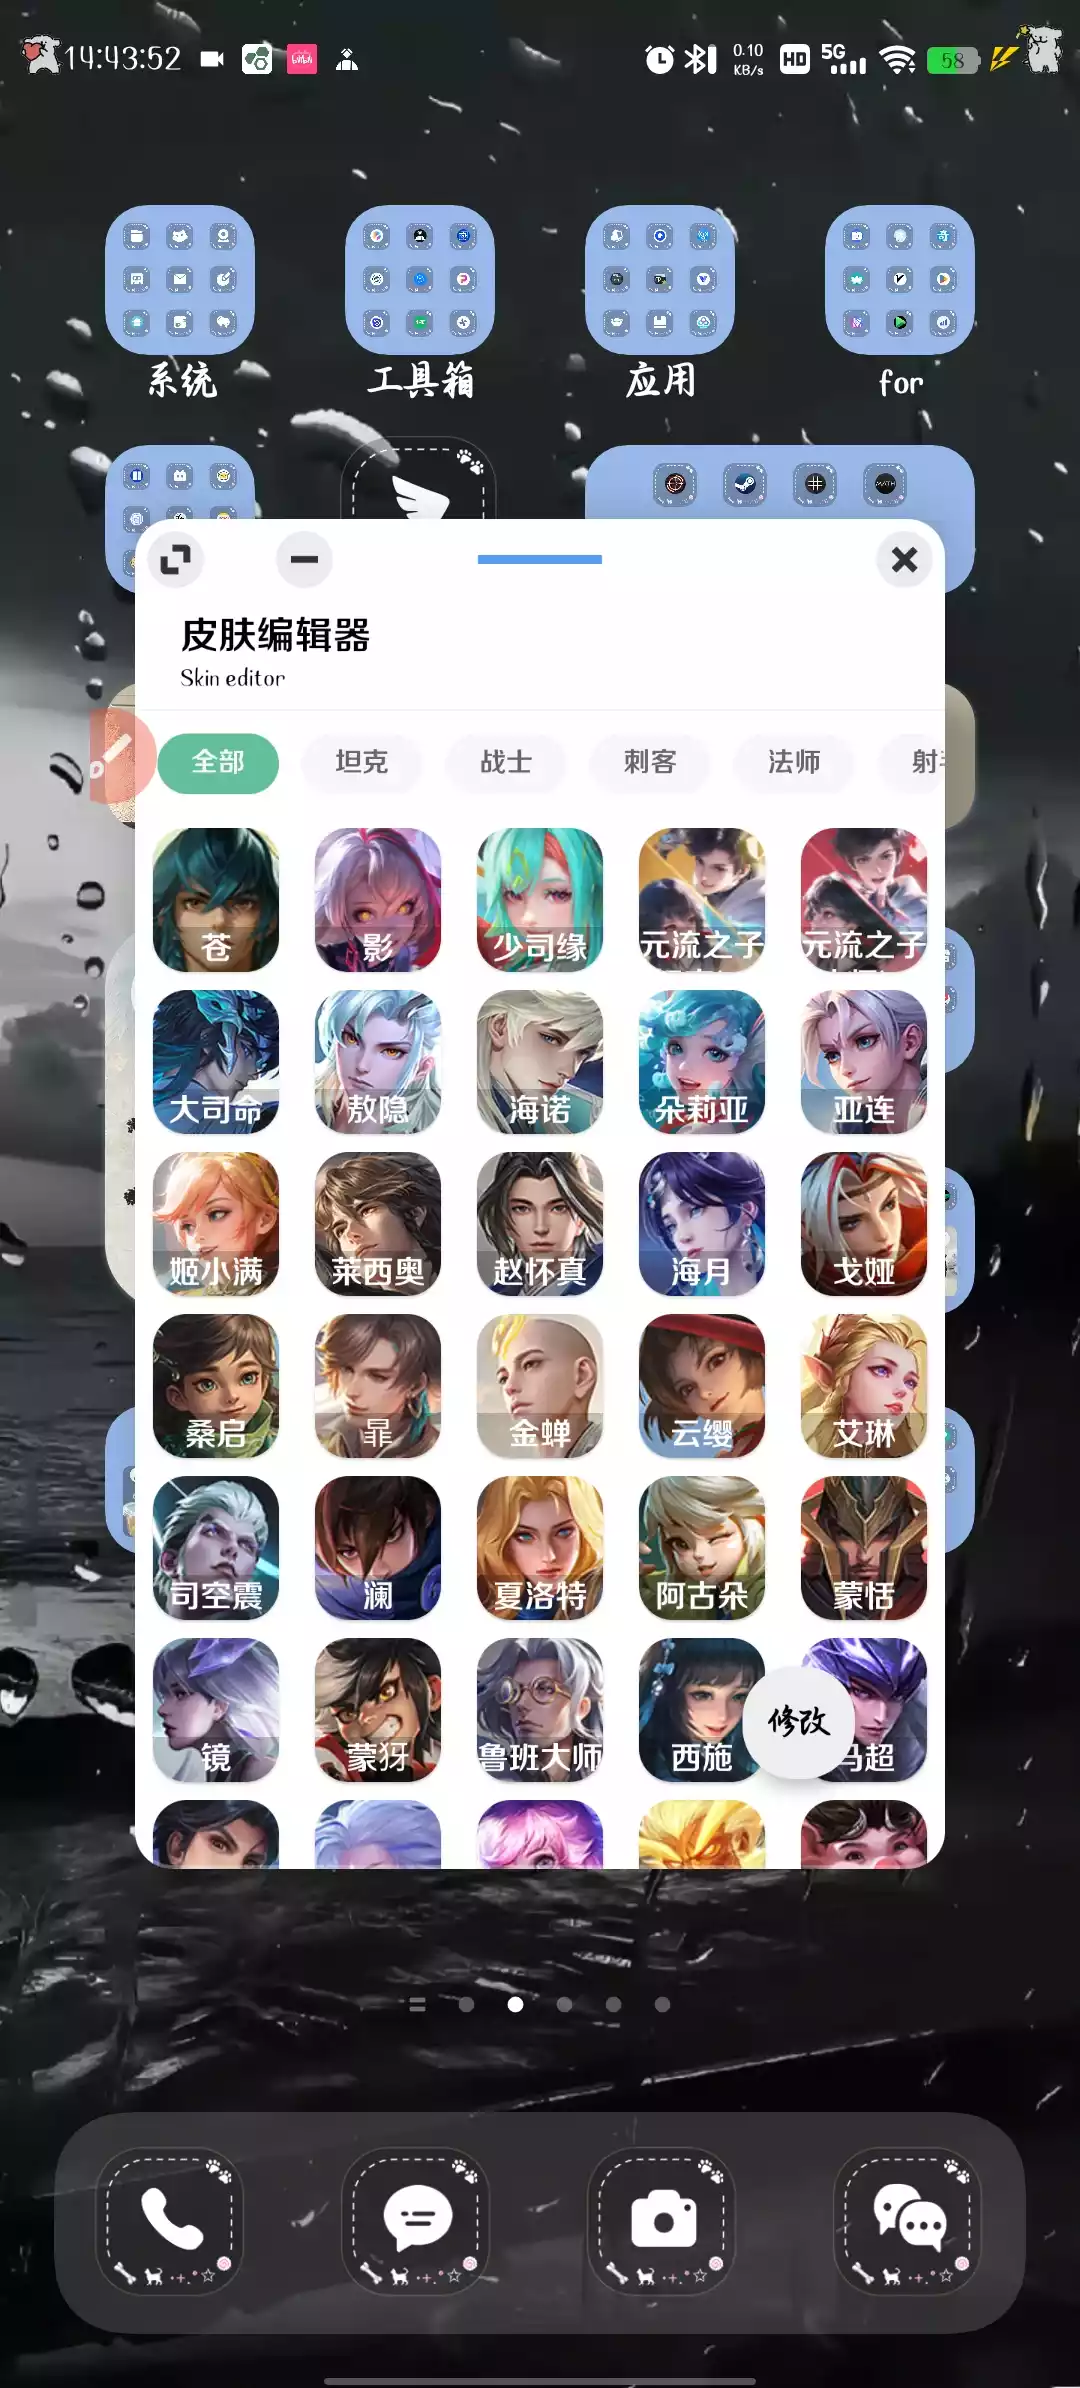 14:43:52
0.10
KB/s
HD
5G
58
系统
工具箱
应用
for
皮肤编辑器
Skin editor
全部
坦克
战士
刺客
法师
射
苍
影
少司缘
元流之子
元流之子
大司命
敖隐
海诺
朵莉亚
亚连
姬小满
莱西奥
赵怀真
海月
戈娅
桑启
暃
金蝉
云缨
艾琳
司空震
澜
夏洛特
阿古朵
蒙恬
镜
蒙犽
鲁班大师
西施
马超
修改